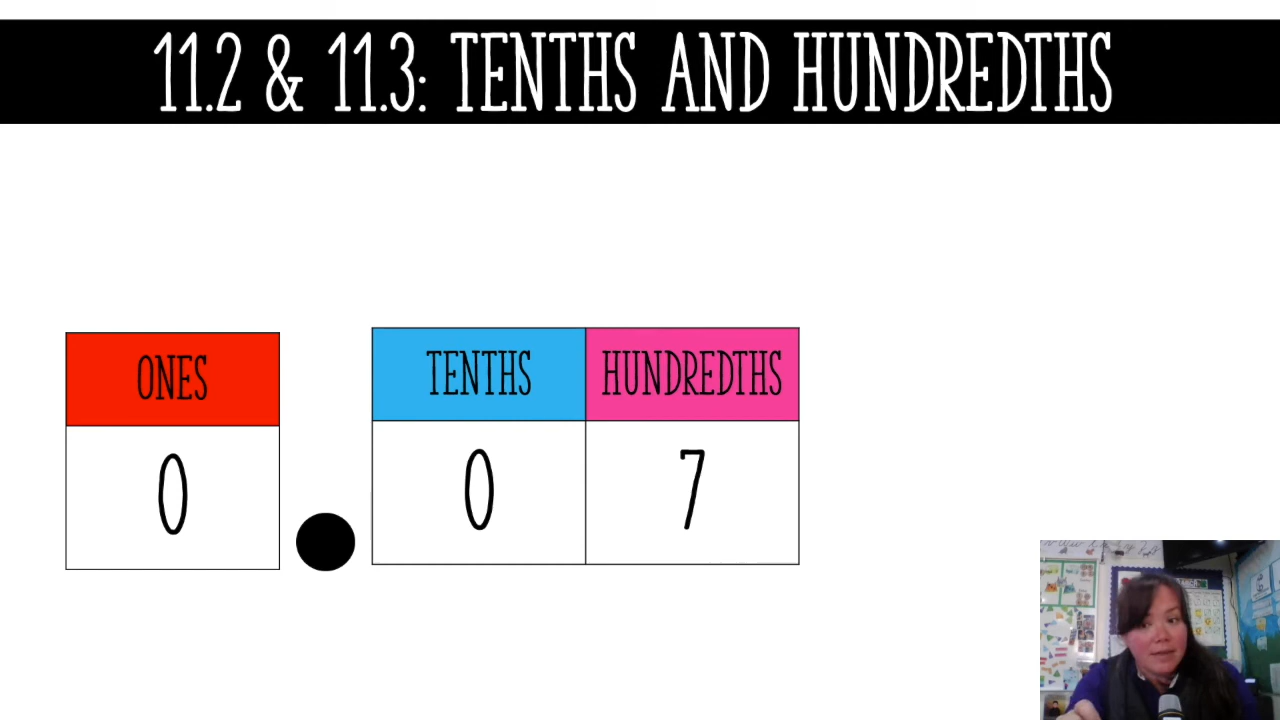 11.2 & 11.3: TENTHS AND HUNDREDTHS
ONES TENTHS HUNDREDTHS
0 . 0 7